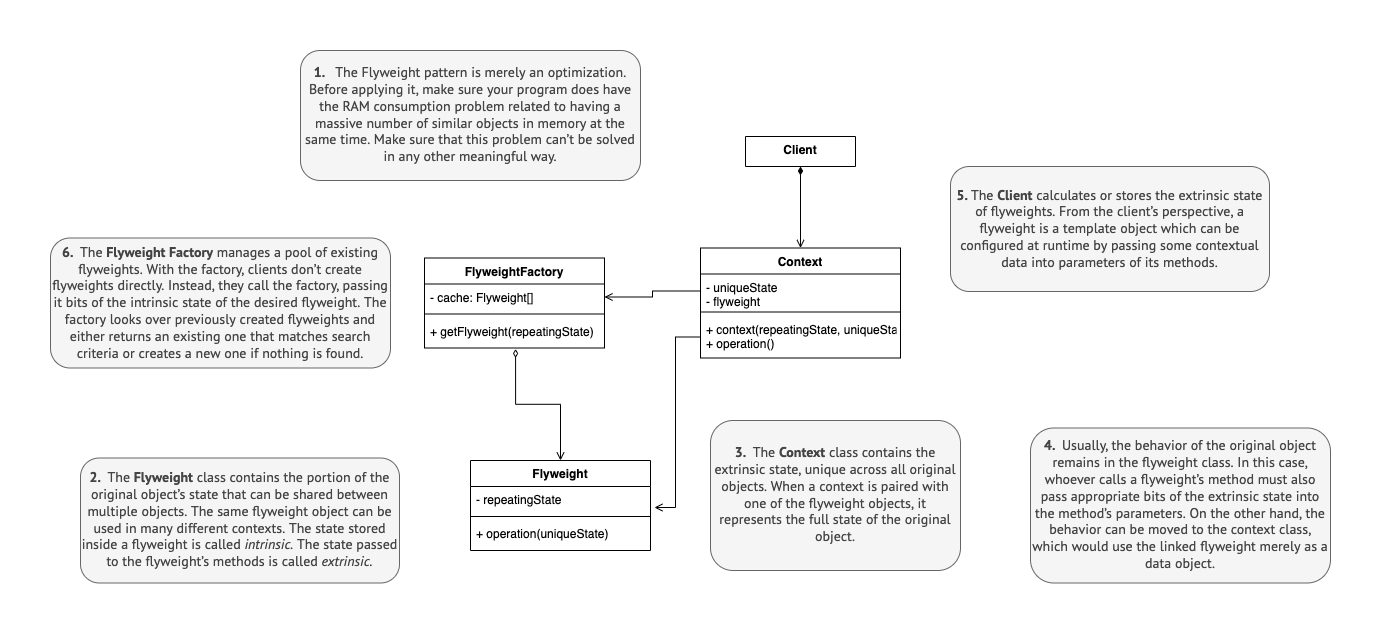 1. The Flyweight pattern is merely an optimization.
Before applying it, make sure your program does have
the RAM consumption problem related to having a
massive number of similar objects in memory at the
same time. Make sure that this problem can't be solved
in any other meaningful way.
Client
5. The Client calculates or stores the extrinsic state
of flyweights. From the client's perspective, a
flyweight is a template object which can be
configured at runtime by passing some contextual
data into parameters of its methods.
6. The Flyweight Factory manages a pool of existing
flyweights. With the factory, clients don't create
flyweights directly. Instead, they call the factory, passing
it bits of the intrinsic state of the desired flyweight. The
factory looks over previously created flyweights and
either returns an existing one that matches search
criteria or creates a new one if nothing is found.
FlyweightFactory
- cache: Flyweight[]
+ getFlyweight(repeatingState)
Context
- uniqueState
- flyweight
+ context(repeatingState, uniqueSta
+ operation()
2. The Flyweight class contains the portion of the
original object's state that can be shared between
multiple objects. The same flyweight object can be
used in many different contexts. The state stored
inside a flyweight is called intrinsic. The state passed
to the flyweight's methods is called extrinsic.
Flyweight
- repeatingState
+ operation(uniqueState)
3. The Context class contains the
extrinsic state, unique across all original
objects. When a context is paired with
one of the flyweight objects, it
represents the full state of the original
object.
4. Usually, the behavior of the original object
remains in the flyweight class. In this case,
whoever calls a flyweight's method must also
pass appropriate bits of the extrinsic state into
the method's parameters. On the other hand, the
behavior can be moved to the context class,
which would use the linked flyweight merely as a
data object.